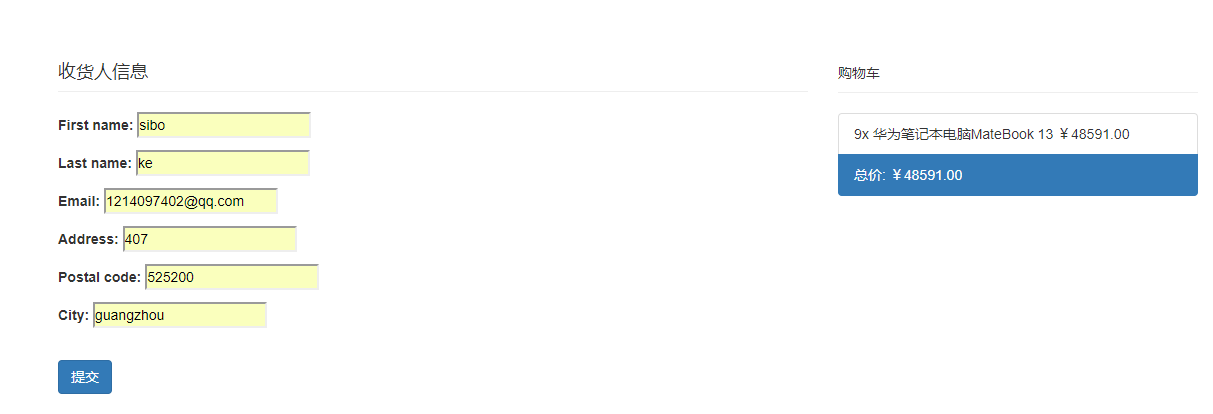 收货人信息
First name: sibo
Last name: ke
Email: 1214097402@qq.com
Address: 407
Postal code: 525200
City: guangzhou
提交
购物车
9x 华为笔记本电脑MateBook 13 ￥48591.00
总价: ￥48591.00